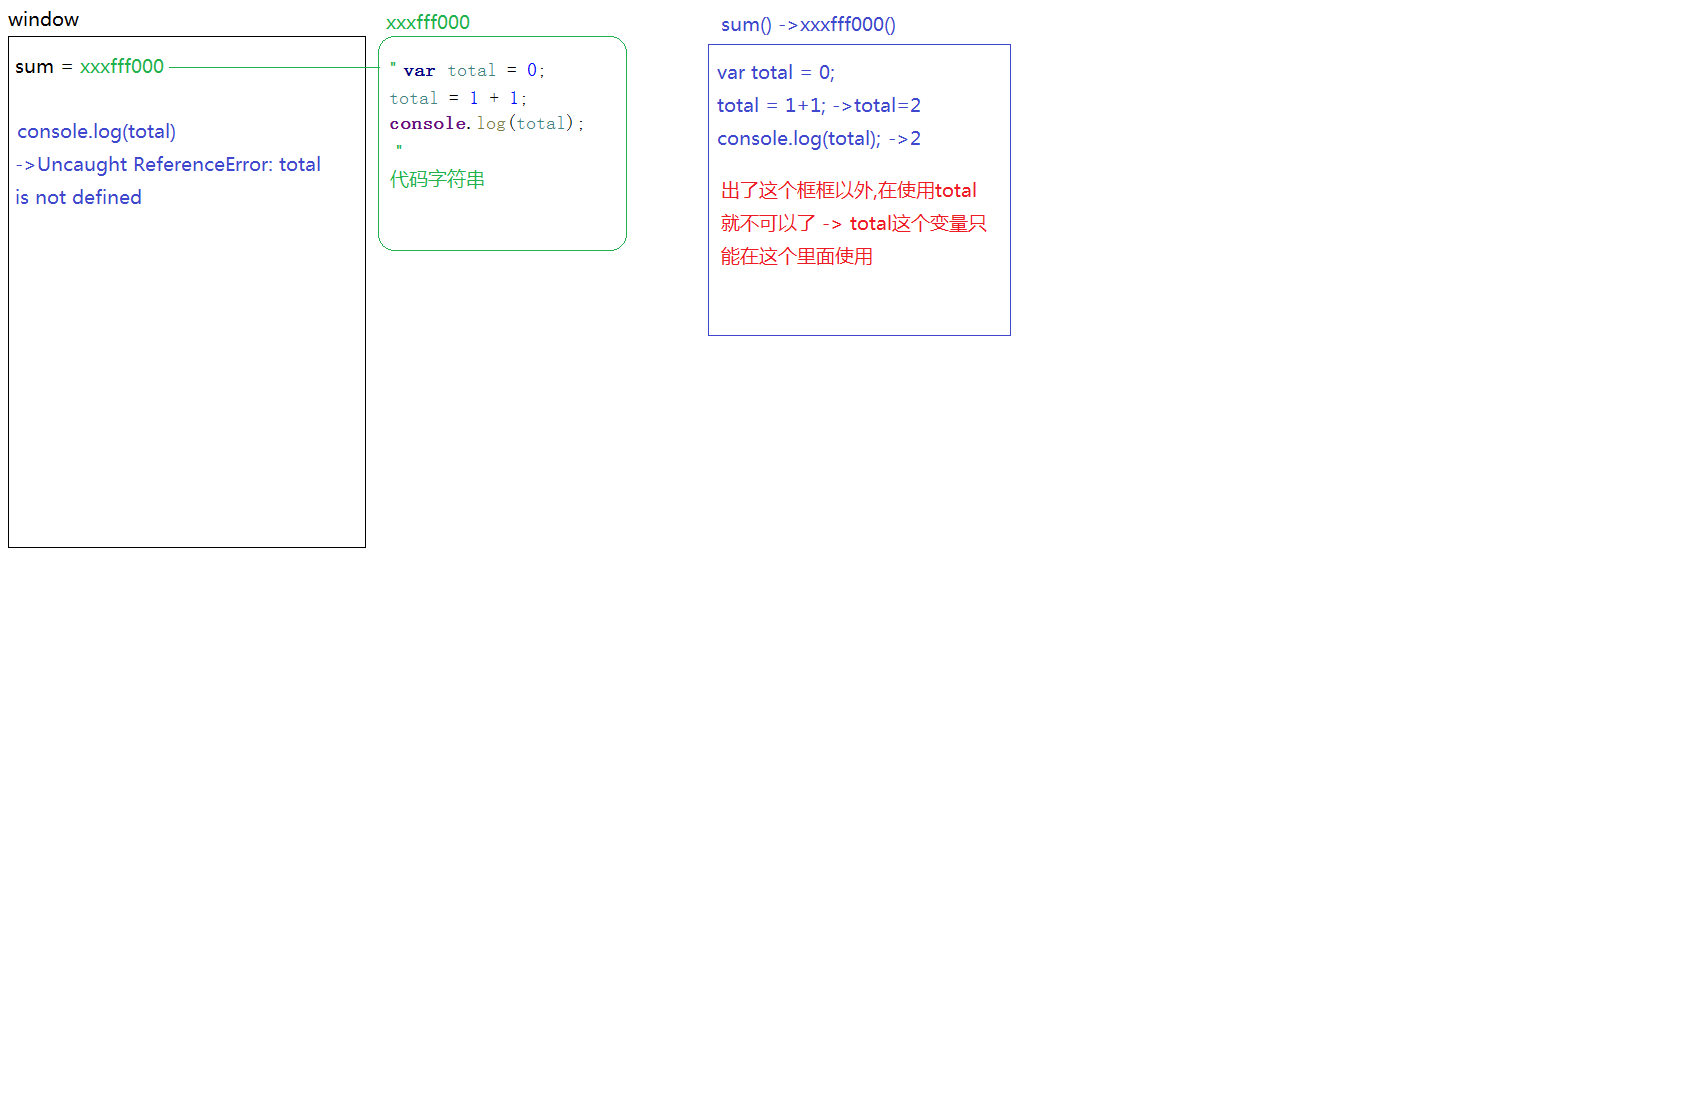 window
sum = xxxfff000
console.log(total)
->Uncaught ReferenceError: total
is not defined
xxxfff000
" var total = 0;
total = 1 + 1;
console.log(total);
"
代码字符串
sum() ->xxxfff000()
var total = 0;
total = 1+1; ->total=2
console.log(total); ->2
出了这个框框以外,在使用total
就不可以了 -> total这个变量只
能在这个里面使用